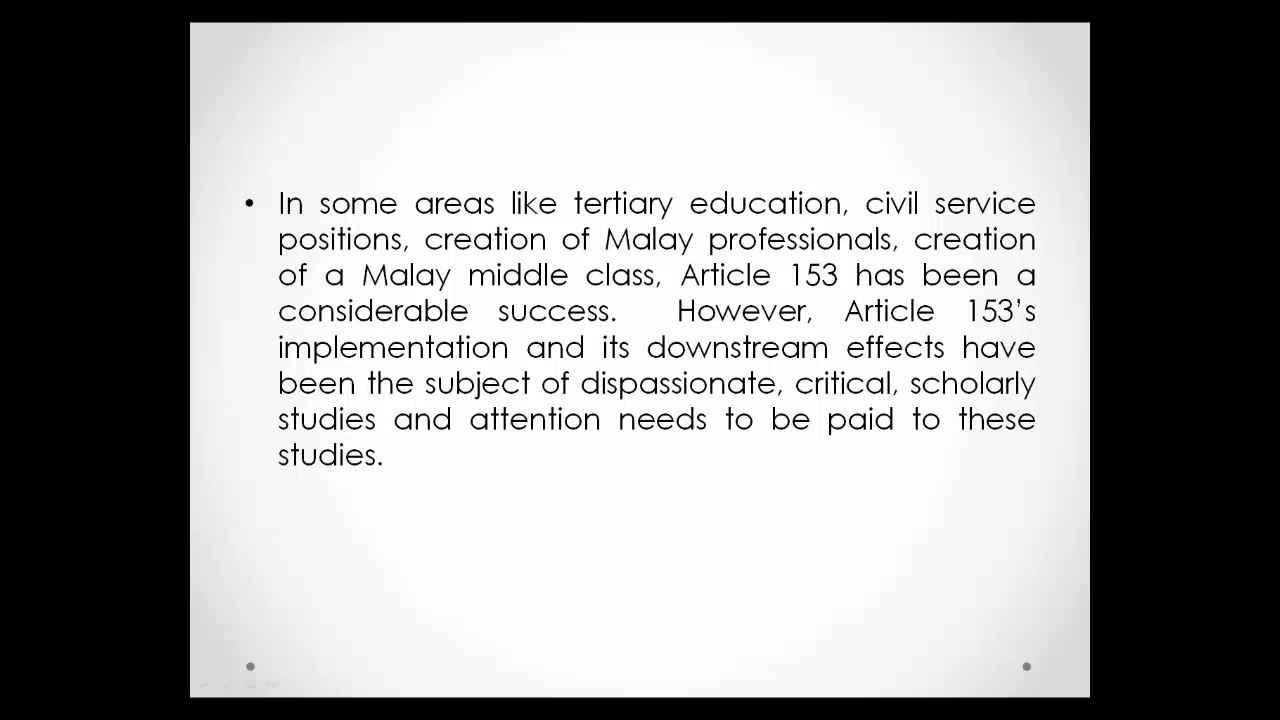 • In some areas like tertiary education, civil service
positions, creation of Malay professionals, creation
of a Malay middle class, Article 153 has been a
considerable success. However, Article 153's
implementation and its downstream effects have
been the subject of dispassionate, critical, scholarly
studies and attention needs to be paid to these
studies.